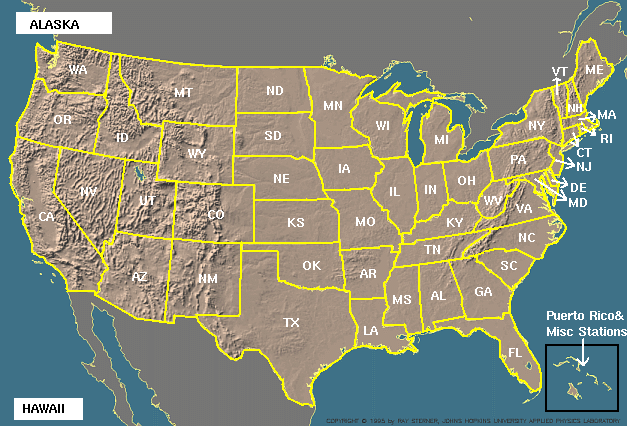 ALASKA
WA
MT
ND
MN
VT
ME
NH
MA
RI
CT
NJ
DE
MD
OR
ID
WY
SD
WI
MI
NY
PA
NV
UT
CO
NE
IA
IL
IN
OH
WV
VA
CA
KS
MO
KY
NC
TN
SC
AZ
NM
OK
AR
MS
AL
GA
TX
LA
FL
Puerto Rico&
Misc Stations
HAWAII
COPYRIGHT © 1995 by RAY STERNER, JOHNS HOPKINS UNIVERSITY APPLIED PHYSICS LABORATORY